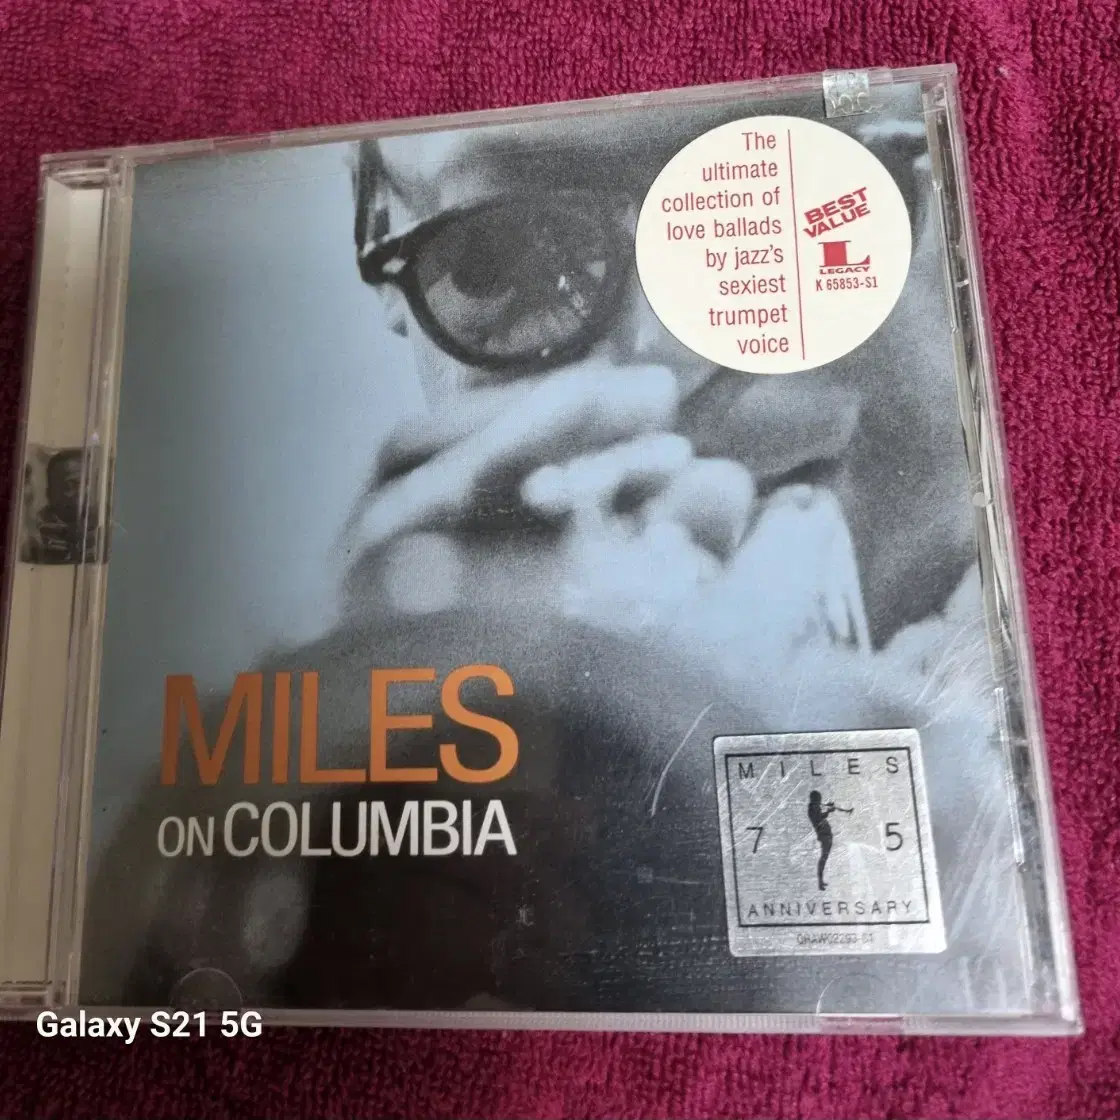 The
ultimate
collection of
love ballads
by jazz's
sexiest
trumpet
voice
BEST
VALUE
L
LEGACY
K 65853-S1
MILES
ON COLUMBIA
MILES
7 5
ANNIVERSARY
Galaxy S21 5G